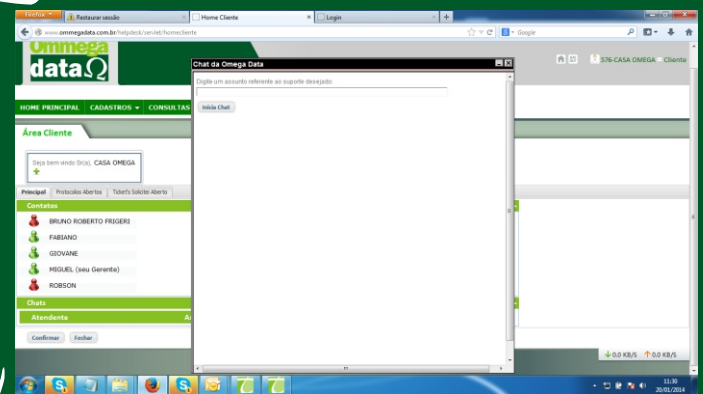 Firefox
Restaurar sessão
Home Cliente
Login
www.ommegadata.com.br/helpdesk/servlet/homecliente
Google
Ommega
data
576-CASA OMEGA
Cliente
Chat da Omega Data
Digite um assunto referente ao suporte desejado:
Inicia Chat
HOME PRINCIPAL
CADASTROS
CONSULTAS
Área Cliente
Seja bem vindo Sr(a), CASA OMEGA
Principal
Protocolos Abertos
Tickets Solicite Aberto
Contatos
BRUNO ROBERTO FRIGERI
FABIANO
GIOVANE
MIGUEL (seu Gerente)
ROBSON
Chats
Atendente
Confirmar
Fechar
0.0 KB/S
0.0 KB/S
11:30
20/01/2014